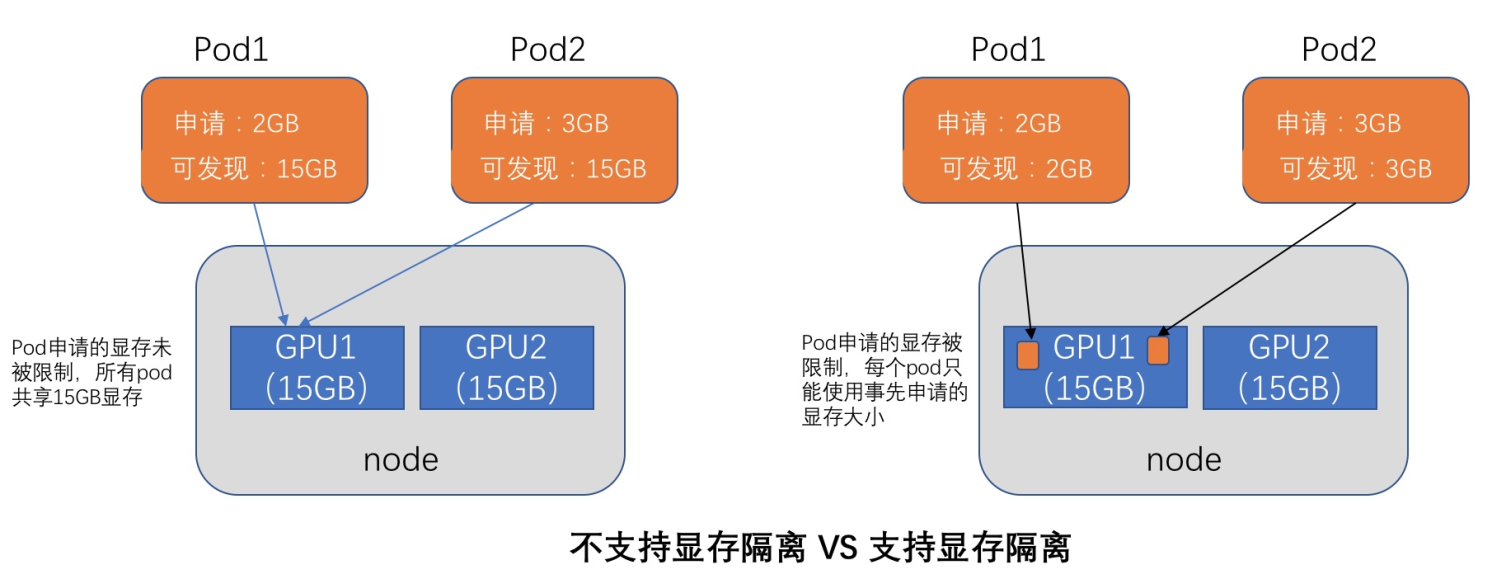 Pod1
Pod2
申请：2GB
可发现：15GB
申请：3GB
可发现：15GB
Pod申请的显存未
被限制，所有pod
共享15GB显存
GPU1
(15GB)
GPU2
(15GB)
node
Pod1
Pod2
申请：2GB
可发现：2GB
申请：3GB
可发现：3GB
Pod申请的显存被
限制，每个pod只
能使用事先申请的
显存大小
GPU1
(15GB)
GPU2
(15GB)
node
不支持显存隔离 VS 支持显存隔离